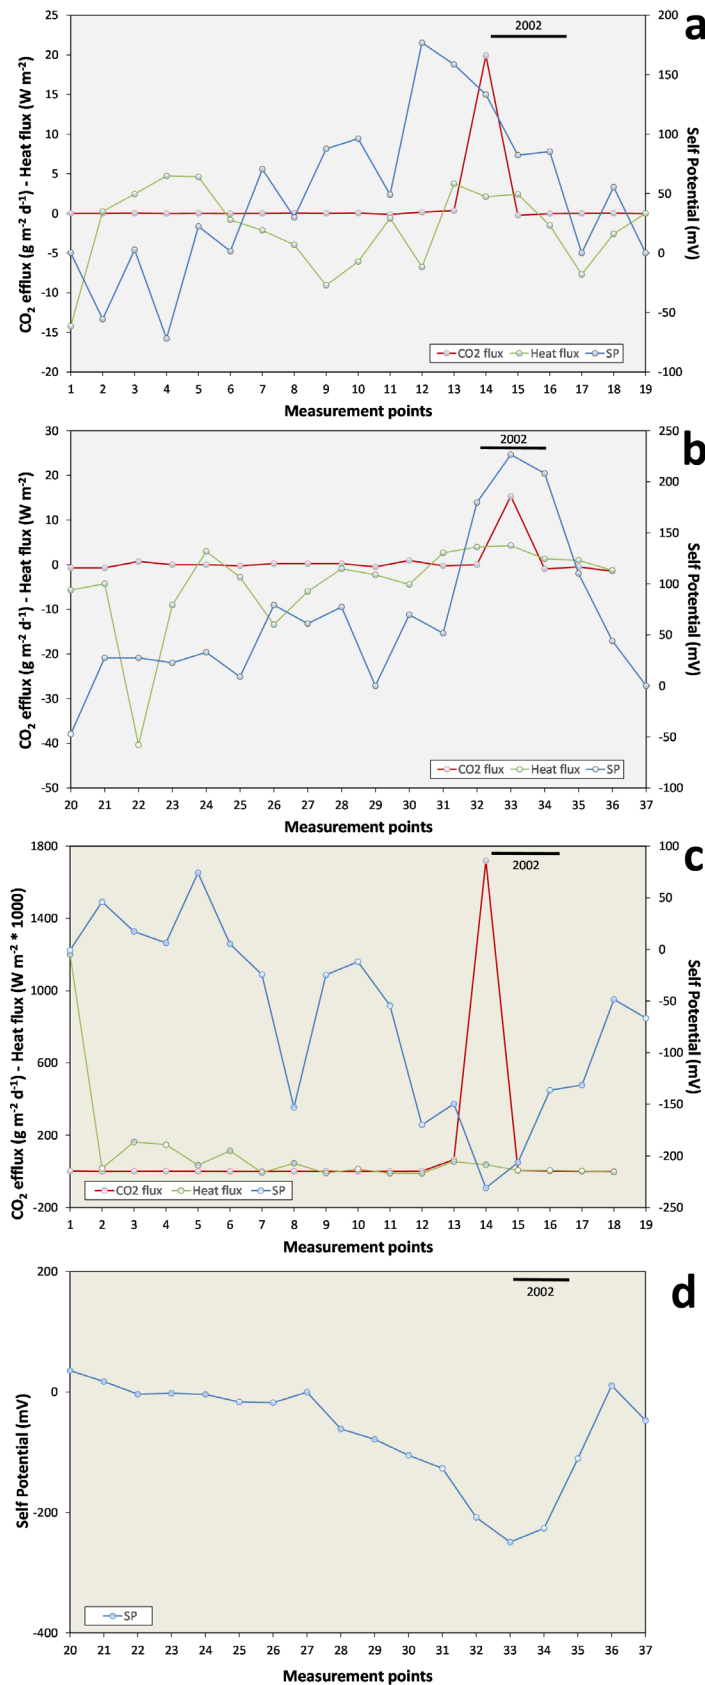 a
25
20
15
10
5
0
-5
-10
-15
-20
CO2 efflux (g m-2 d-1) - Heat flux (W m-2)
200
150
100
50
0
-50
-100
Self Potential (mV)
2002
CO2 flux Heat flux SP
1 2 3 4 5 6 7 8 9 10 11 12 13 14 15 16 17 18 19
Measurement points
b
30
20
10
0
-10
-20
-30
-40
-50
CO2 efflux (g m-2 d-1) - Heat flux (W m-2)
250
200
150
100
50
0
-50
-100
Self Potential (mV)
2002
CO2 flux Heat flux SP
20 21 22 23 24 25 26 27 28 29 30 31 32 33 34 35 36 37
Measurement points
c
1800
1400
1000
600
200
-200
CO2 efflux (g m-2 d-1) - Heat flux (W m-2 * 1000)
100
50
0
-50
-100
-150
-200
-250
Self Potential (mV)
2002
CO2 flux Heat flux SP
1 2 3 4 5 6 7 8 9 10 11 12 13 14 15 16 17 18 19
Measurement points
d
200
0
-200
-400
Self Potential (mV)
2002
SP
20 21 22 23 24 25 26 27 28 29 30 31 32 33 34 35 36 37
Measurement points